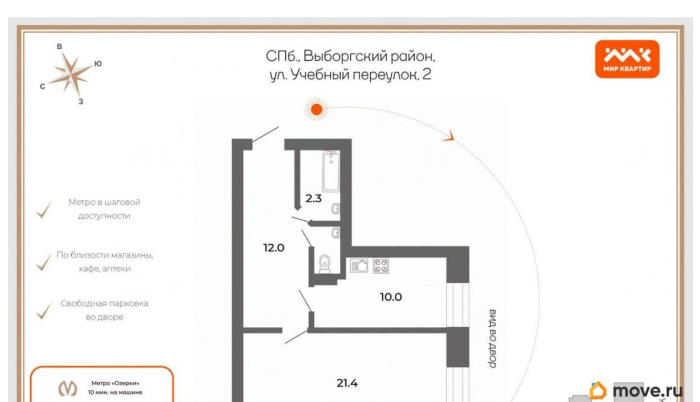 СПб., Выборгский район,
ул. Учебный переулок, 2
МИР КВАРТИР
В
Ю
С
З
Метро в шаговой
доступности
По близости магазины,
кафе, аптеки
Свободная парковка
во дворе
Метро «Озерки»
10 мин. на машине
2.3
12.0
10.0
21.4
ВИД ВО ДВОР
move.ru